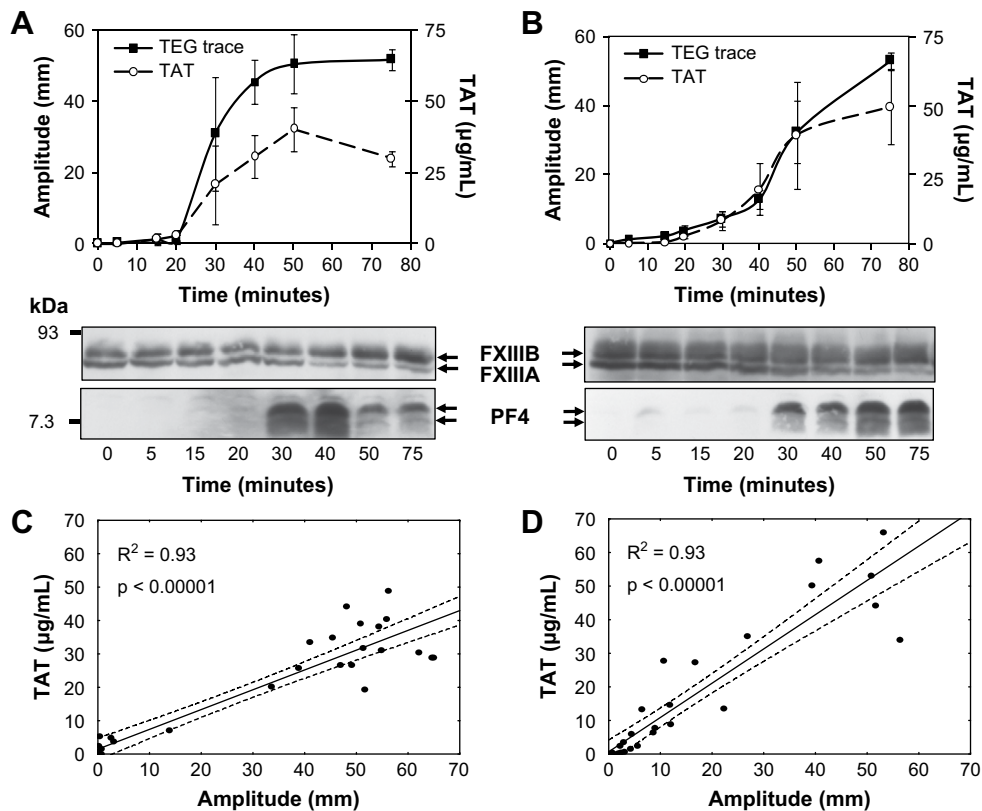 A
60
40
20
0
Amplitude (mm)
TEG trace
TAT
75
50
25
0
TAT (µg/mL)
0 10 20 30 40 50 60 70 80
Time (minutes)
B
60
40
20
0
Amplitude (mm)
TEG trace
TAT
75
50
25
0
TAT (µg/mL)
0 10 20 30 40 50 60 70 80
Time (minutes)
kDa
93
7.3
FXIIIB
FXIIIA
PF4
0 5 15 20 30 40 50 75
Time (minutes)
0 5 15 20 30 40 50 75
Time (minutes)
C
70
60
50
40
30
20
10
0
TAT (µg/mL)
R² = 0.93
p < 0.00001
0 10 20 30 40 50 60 70
Amplitude (mm)
D
70
60
50
40
30
20
10
0
TAT (µg/mL)
R² = 0.93
p < 0.00001
0 10 20 30 40 50 60 70
Amplitude (mm)